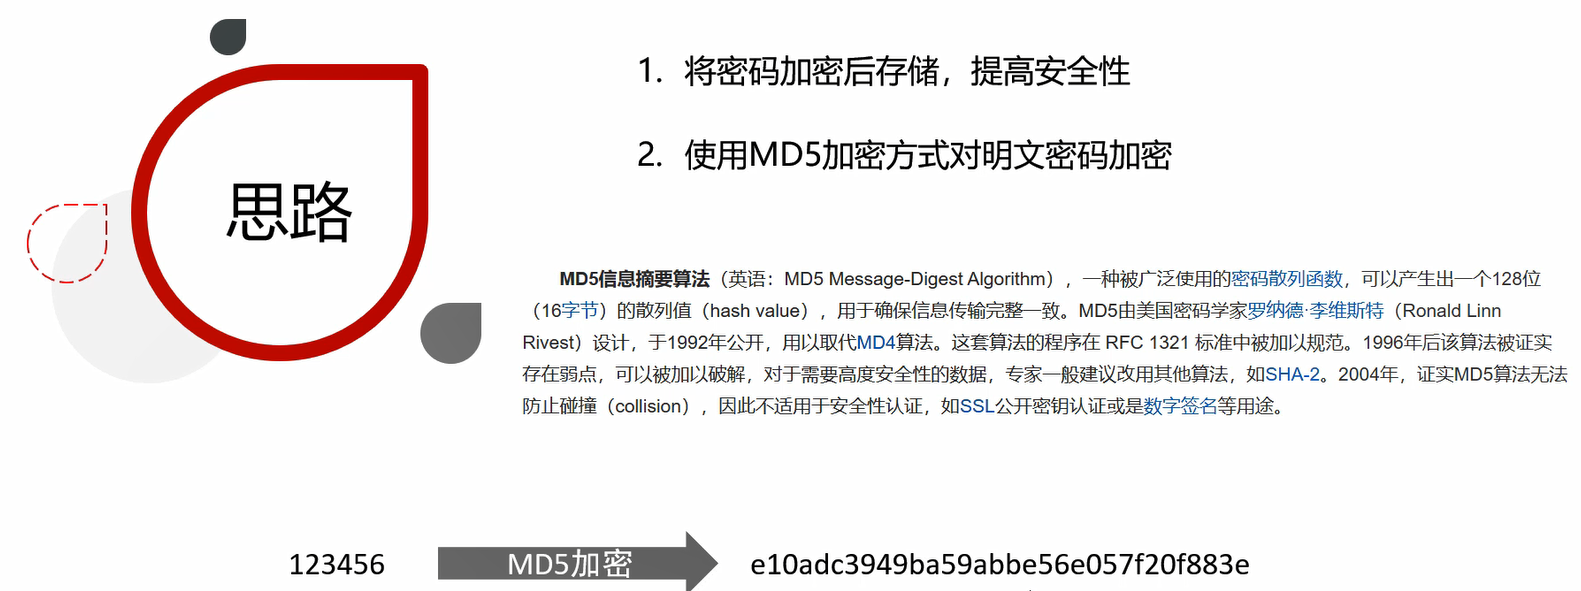 思路
1. 将密码加密后存储，提高安全性
2. 使用MD5加密方式对明文密码加密
MD5信息摘要算法（英语：MD5 Message-Digest Algorithm），一种被广泛使用的密码散列函数，可以产生出一个128位
（16字节）的散列值（hash value），用于确保信息传输完整一致。MD5由美国密码学家罗纳德·李维斯特（Ronald Linn
Rivest）设计，于1992年公开，用以取代MD4算法。这套算法的程序在 RFC 1321 标准中被加以规范。1996年后该算法被证实
存在弱点，可以被加以破解，对于需要高度安全性的数据，专家一般建议改用其他算法，如SHA-2。2004年，证实MD5算法无法
防止碰撞（collision），因此不适用于安全性认证，如SSL公开密钥认证或是数字签名等用途。
123456 MD5加密 e10adc3949ba59abbe56e057f20f883e